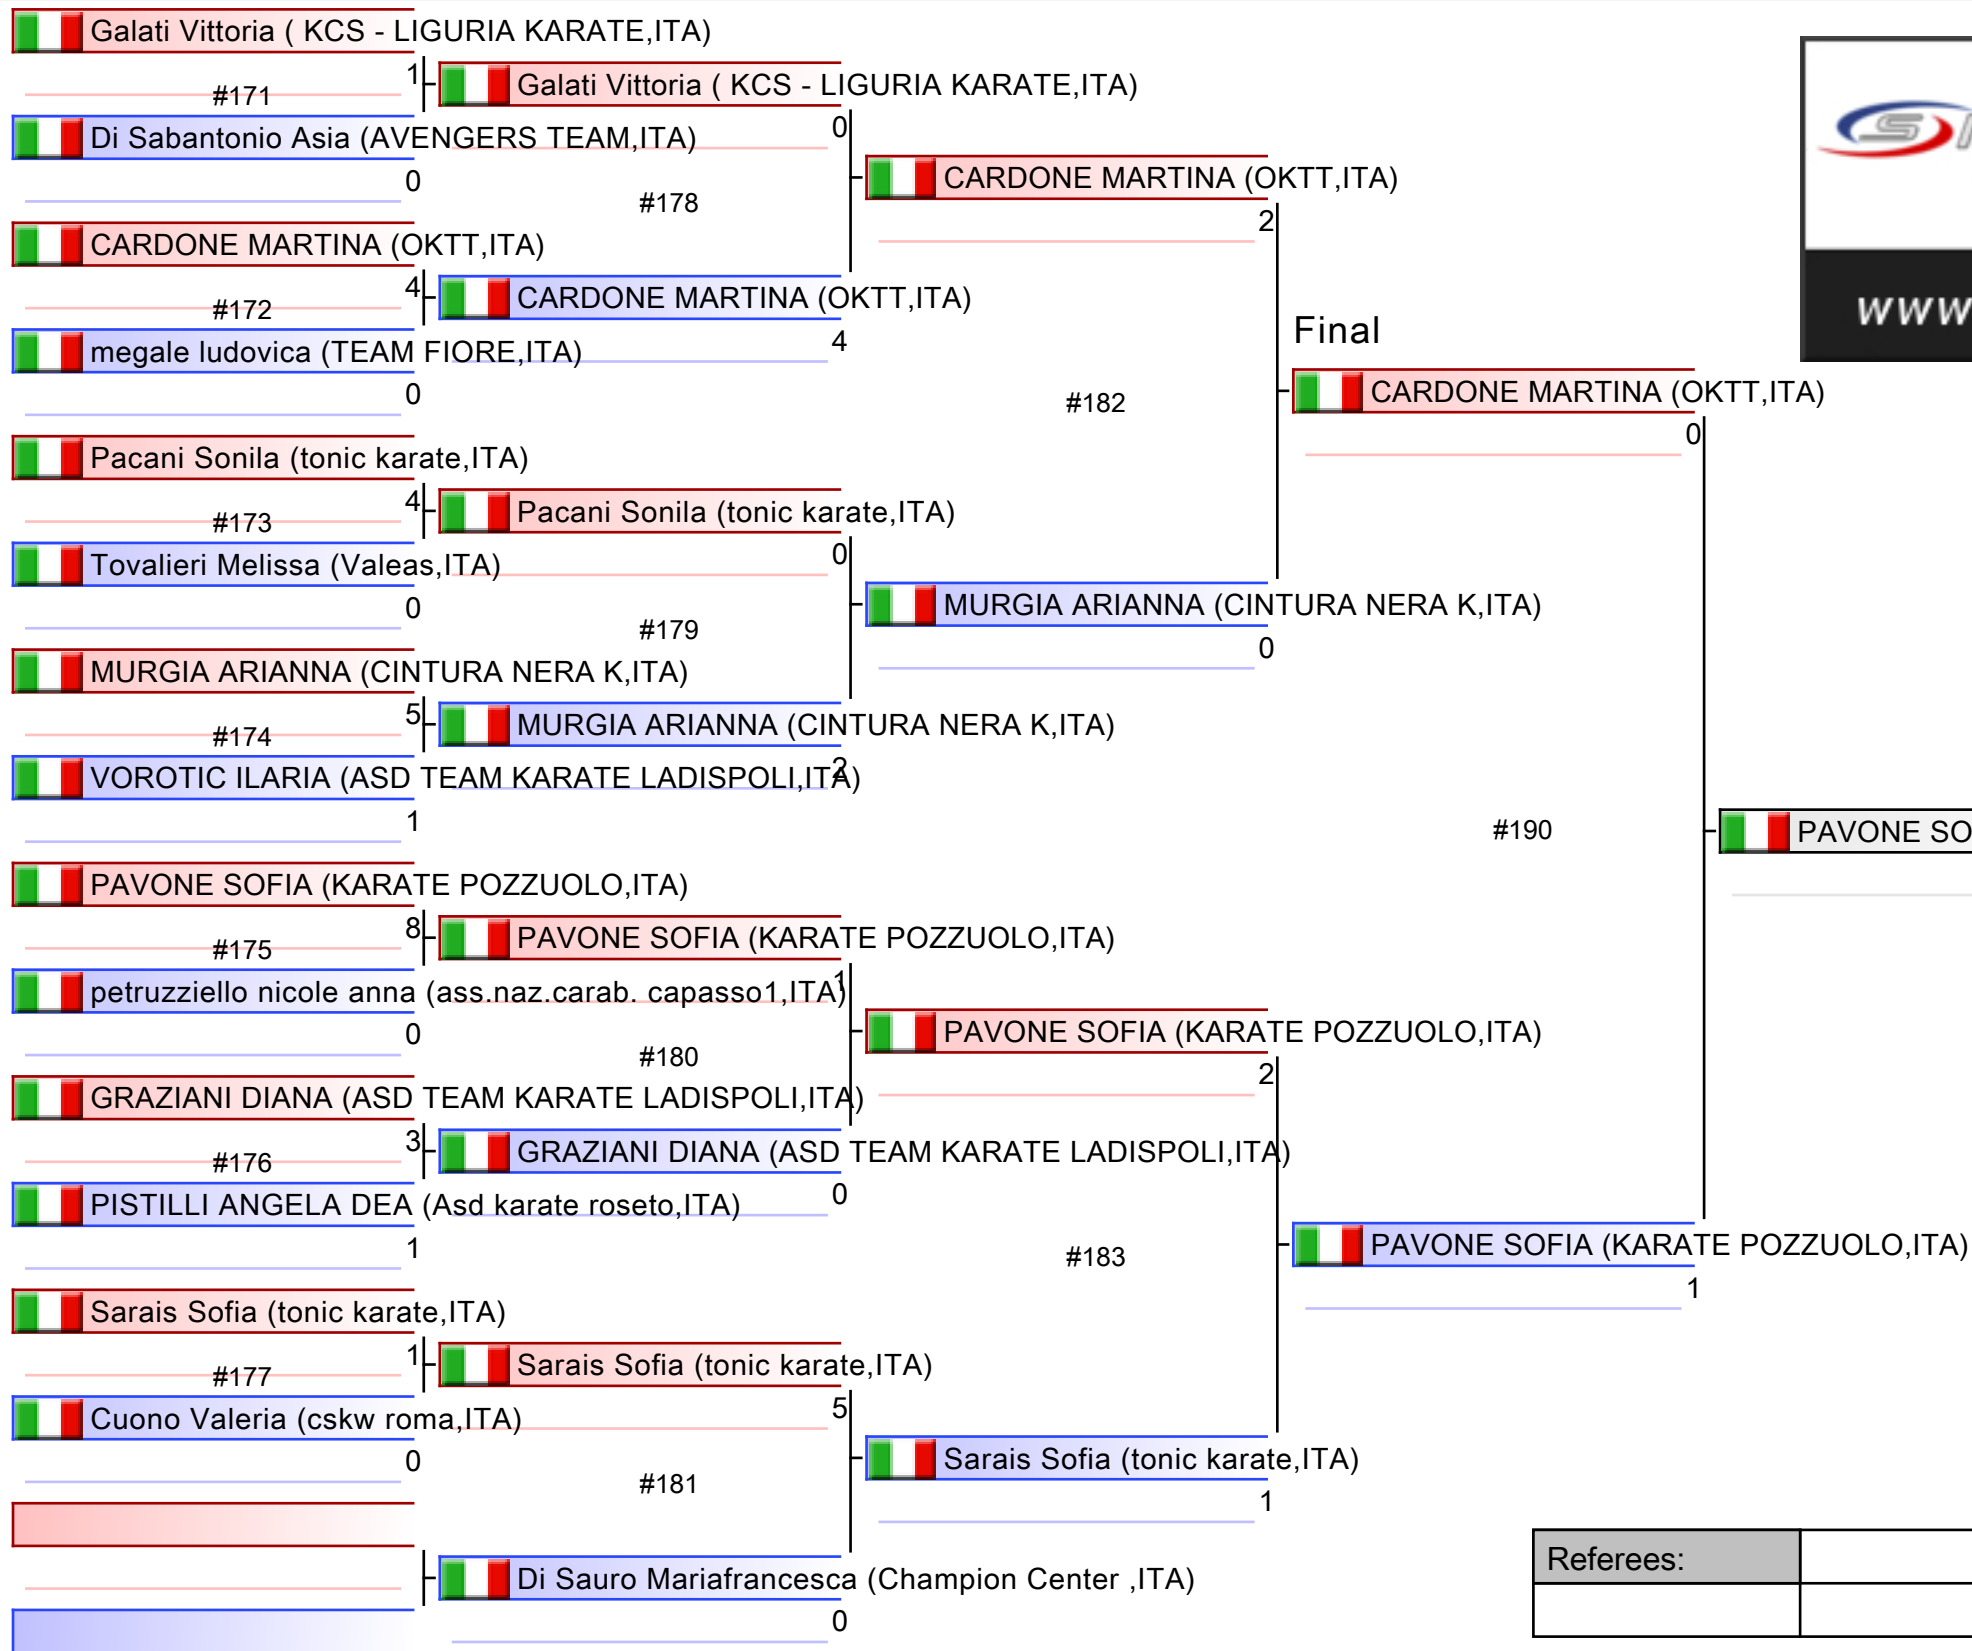 Galati Vittoria ( KCS - LIGURIA KARATE,ITA)
1
#171
Di Sabantonio Asia (AVENGERS TEAM,ITA)
0
CARDONE MARTINA (OKTT,ITA)
4
#172
megale ludovica (TEAM FIORE,ITA)
0
Pacani Sonila (tonic karate,ITA)
4
#173
Tovalieri Melissa (Valeas,ITA)
0
MURGIA ARIANNA (CINTURA NERA K,ITA)
5
#174
VOROTIC ILARIA (ASD TEAM KARATE LADISPOLI,ITA)
1
PAVONE SOFIA (KARATE POZZUOLO,ITA)
8
#175
petruzziello nicole anna (ass.naz.carab. capasso1,ITA)
0
GRAZIANI DIANA (ASD TEAM KARATE LADISPOLI,ITA)
3
#176
PISTILLI ANGELA DEA (Asd karate roseto,ITA)
1
Sarais Sofia (tonic karate,ITA)
1
#177
Cuono Valeria (cskw roma,ITA)
0
Galati Vittoria ( KCS - LIGURIA KARATE,ITA)
0
#178
CARDONE MARTINA (OKTT,ITA)
4
Pacani Sonila (tonic karate,ITA)
0
#179
MURGIA ARIANNA (CINTURA NERA K,ITA)
2
PAVONE SOFIA (KARATE POZZUOLO,ITA)
1
#180
GRAZIANI DIANA (ASD TEAM KARATE LADISPOLI,ITA)
0
Sarais Sofia (tonic karate,ITA)
5
#181
Di Sauro Mariafrancesca (Champion Center ,ITA)
0
CARDONE MARTINA (OKTT,ITA)
2
#182
MURGIA ARIANNA (CINTURA NERA K,ITA)
0
PAVONE SOFIA (KARATE POZZUOLO,ITA)
2
#183
Sarais Sofia (tonic karate,ITA)
1
Final
CARDONE MARTINA (OKTT,ITA)
0
#190
PAVONE SOFIA (KARATE POZZUOLO,ITA)
1
PAVONE SO
www
Referees: